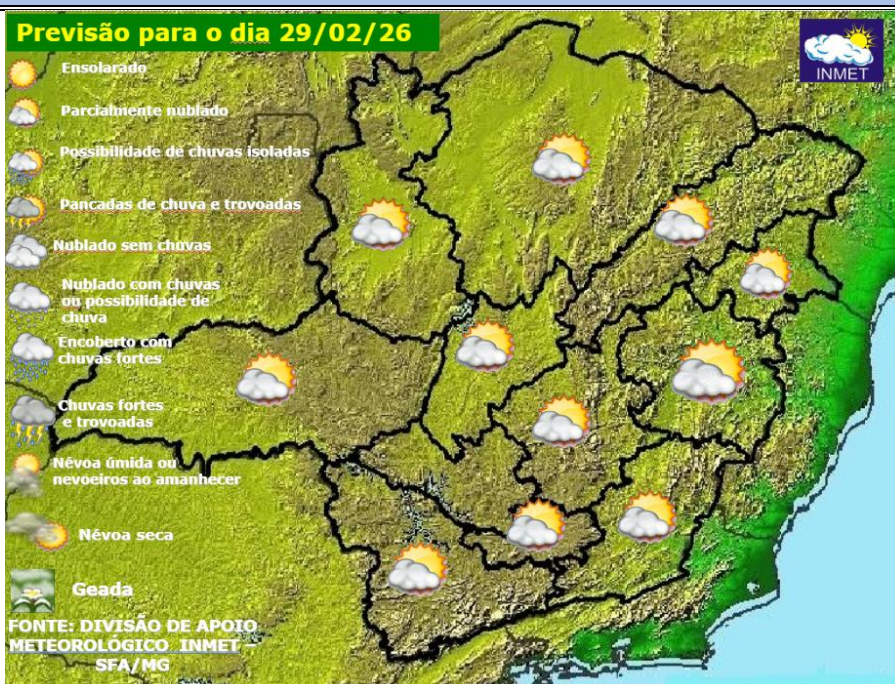 Previsão para o dia 29/02/26
INMET
Ensolarado
Parcialmente nublado
Possibilidade de chuvas isoladas
Pancadas de chuva e trovoadas
Nublado sem chuvas
Nublado com chuvas
ou possibilidade de
chuva
Encoberto com
chuvas fortes
Chuvas fortes
e trovoadas
Névoa úmida ou
nevoeiros ao amanhecer
Névoa seca
Geada
FONTE: DIVISÃO DE APOIO
METEOROLÓGICO INMET –
SFA/MG